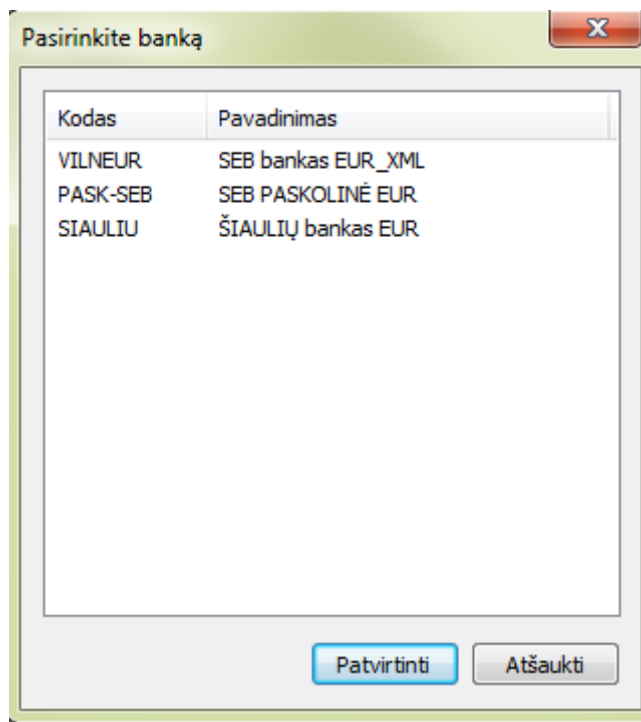 Pasirinkite banką
Kodas Pavadinimas
VILNEUR SEB bankas EUR_XML
PASK-SEB SEB PASKOLINĖ EUR
SIAULIU ŠIAULIŲ bankas EUR
Patvirtinti Atšaukti